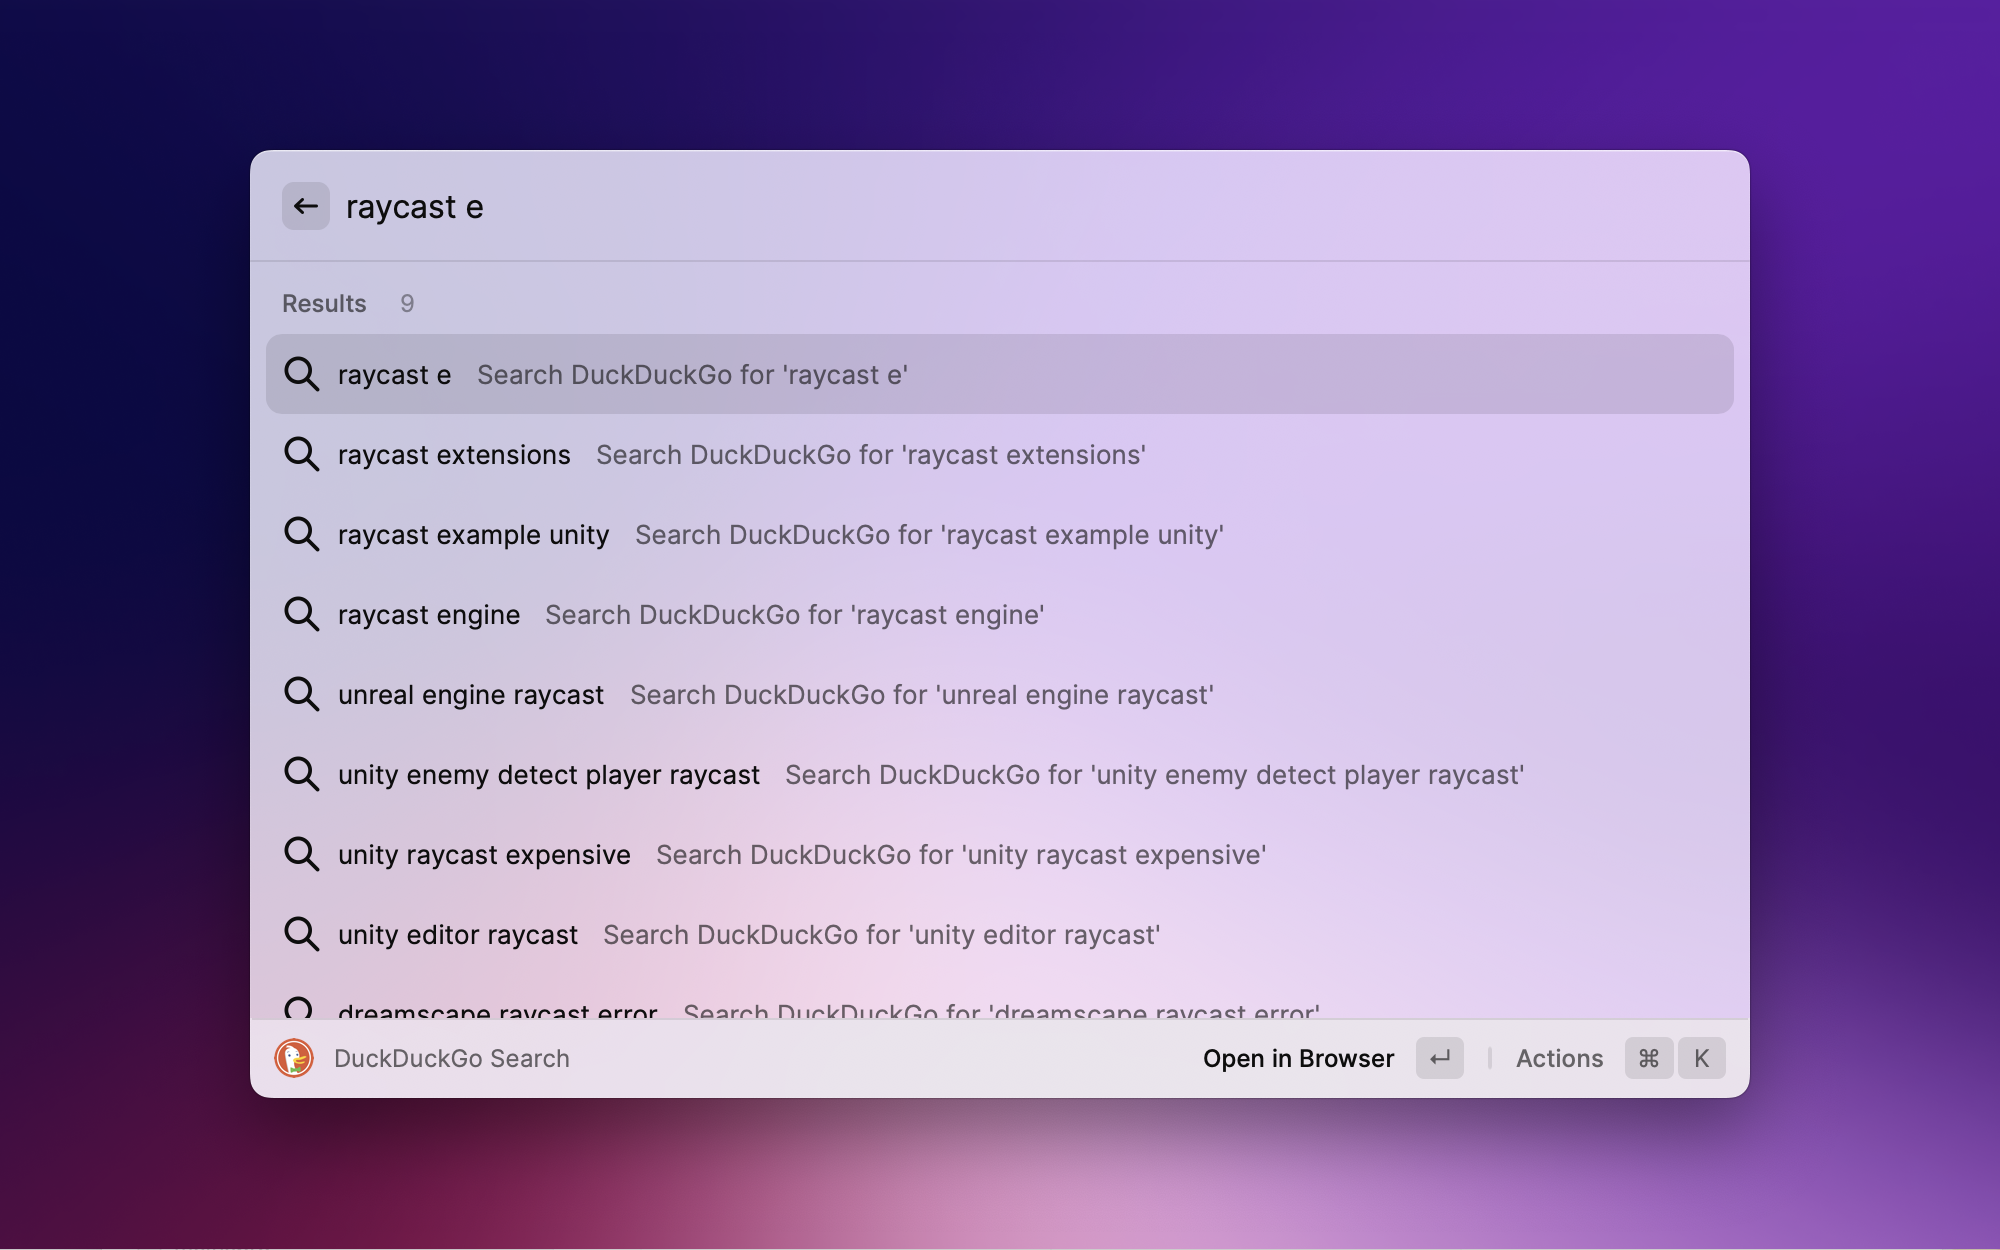 raycast e
Results 9
raycast e Search DuckDuckGo for 'raycast e'
raycast extensions Search DuckDuckGo for 'raycast extensions'
raycast example unity Search DuckDuckGo for 'raycast example unity'
raycast engine Search DuckDuckGo for 'raycast engine'
unreal engine raycast Search DuckDuckGo for 'unreal engine raycast'
unity enemy detect player raycast Search DuckDuckGo for 'unity enemy detect player raycast'
unity raycast expensive Search DuckDuckGo for 'unity raycast expensive'
unity editor raycast Search DuckDuckGo for 'unity editor raycast'
dreamscape raycast error Search DuckDuckGo for 'dreamscape raycast error'
DuckDuckGo Search Open in Browser ↵ Actions ⌘ K